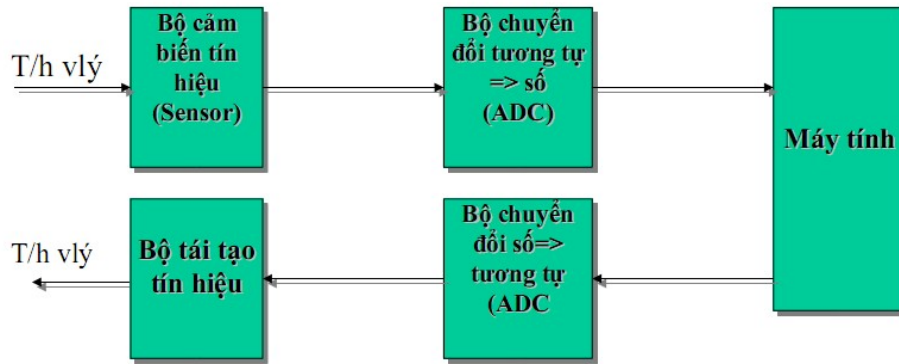 T/h vlý
Bộ cảm
biến tín
hiệu
(Sensor)
Bộ chuyển
đổi tương tự
=> số
(ADC)
Máy tính
T/h vlý
Bộ tái tạo
tín hiệu
Bộ chuyển
đổi số=>
tương tự
(ADC